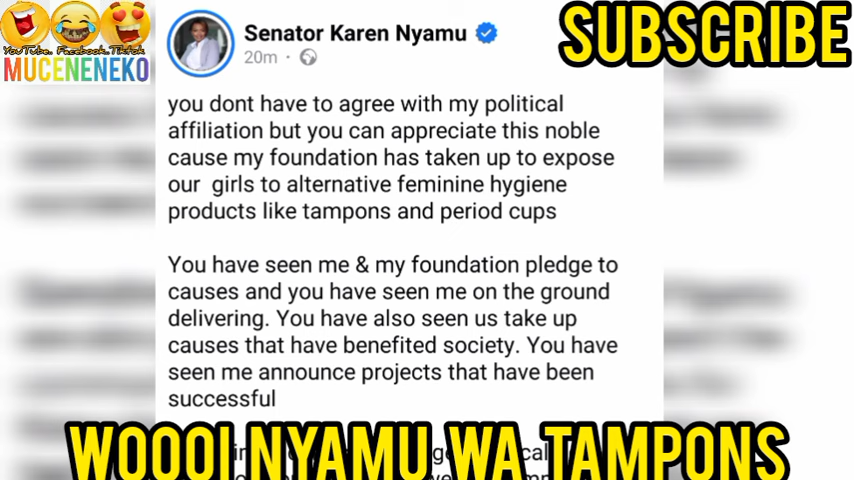 YouTube. Facebook. Tiktok
MUCENENEKO
SUBSCRIBE
Senator Karen Nyamu
20m
you dont have to agree with my political
affiliation but you can appreciate this noble
cause my foundation has taken up to expose
our girls to alternative feminine hygiene
products like tampons and period cups
You have seen me & my foundation pledge to
causes and you have seen me on the ground
delivering. You have also seen us take up
causes that have benefited society. You have
seen me announce projects that have been
successful
WOOOI NYAMU WA TAMPONS